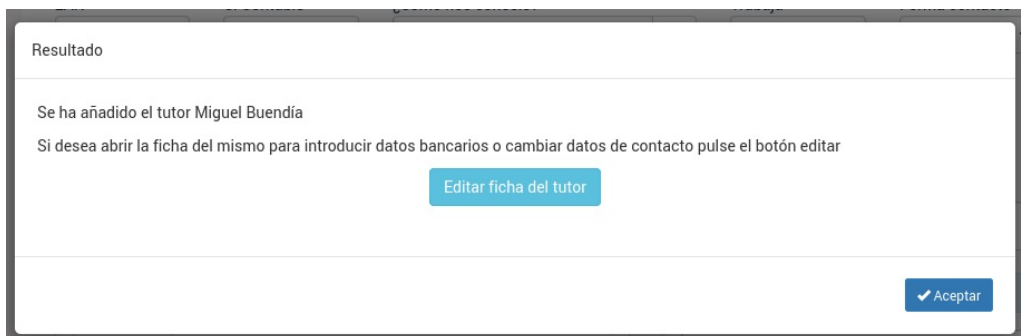 Resultado
Se ha añadido el tutor Miguel Buendía
Si desea abrir la ficha del mismo para introducir datos bancarios o cambiar datos de contacto pulse el botón editar
Editar ficha del tutor
Aceptar